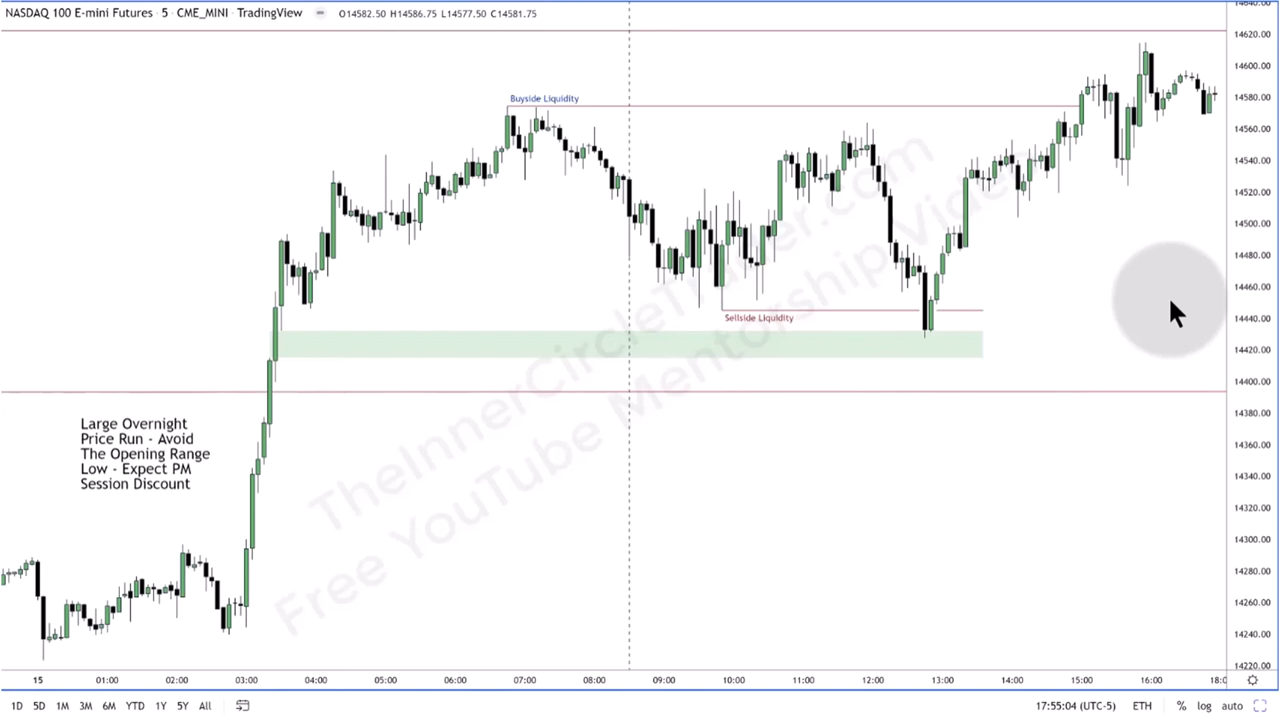 NASDAQ 100 E-mini Futures · 5 · CME_MINI · TradingView O14582.50 H14586.75 L14577.50 C14581.75
14640.00
14620.00
14600.00
Buyside Liquidity
14580.00
14560.00
14540.00
14520.00
14500.00
14480.00
14460.00
14440.00
Sellside Liquidity
14420.00
14400.00
14380.00
14360.00
14340.00
14320.00
14300.00
14280.00
14260.00
14240.00
14220.00
Large Overnight
Price Run - Avoid
The Opening Range
Low - Expect PM
Session Discount
TheInnerCircleTrader.com
Free YouTube Mentorship Video
15 01:00 02:00 03:00 04:00 05:00 06:00 07:00 08:00 09:00 10:00 11:00 12:00 13:00 14:00 15:00 16:00 18:0
1D 5D 1M 3M 6M YTD 1Y 5Y All 17:55:04 (UTC-5) ETH % log auto